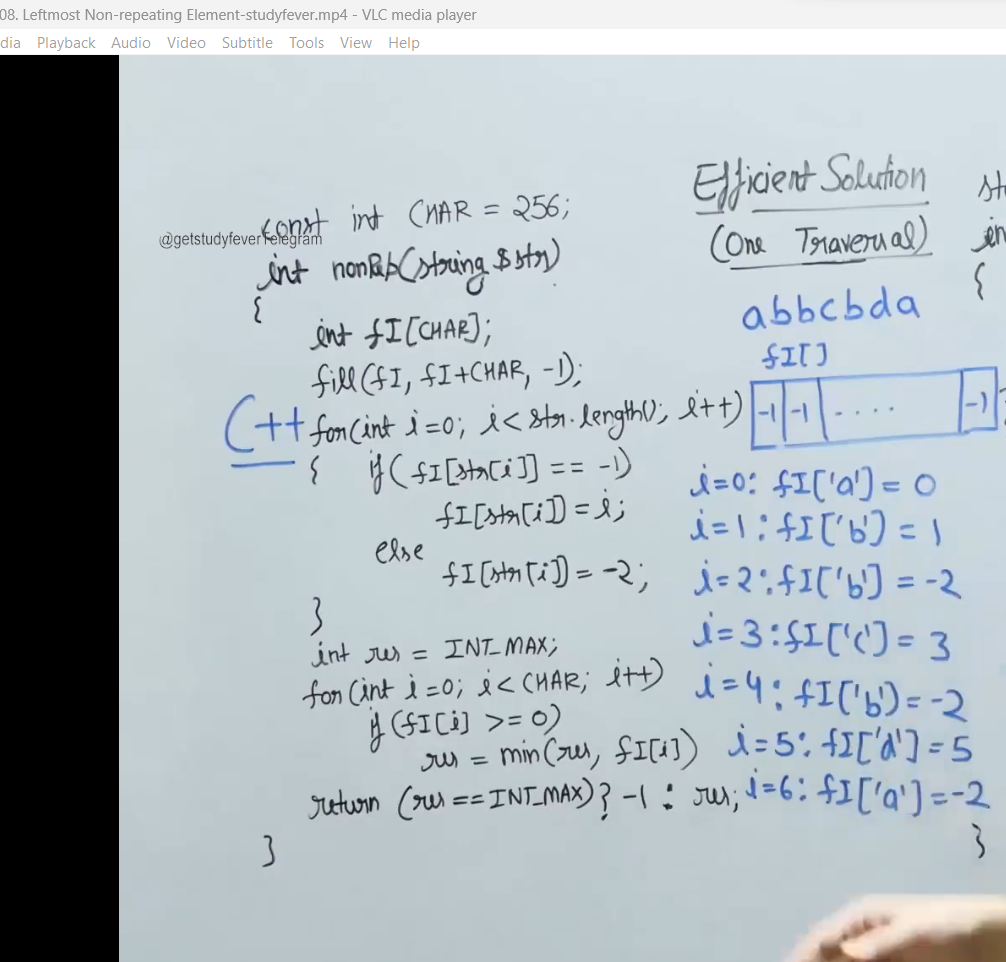 08. Leftmost Non-repeating Element-studyfever.mp4 - VLC media player
dia Playback Audio Video Subtitle Tools View Help
Efficient Solution
(One Traversal)
const int CHAR = 256;
@getstudyfeverTelegram
int nonRep(string $str)
{
int fI[CHAR];
fill(fI, fI+CHAR, -1);
C++
for(int i=0; i< str.length(); i++)
{ if( fI[str[i]] == -1)
fI[str[i]] = i;
else
fI[str[i]] = -2;
}
int res = INT_MAX;
for(int i=0; i< CHAR; i++)
if(fI[i] >= 0)
res = min(res, fI[i])
return (res == INT_MAX)? -1 : res;
}
abbcbda
fI[]
-1 -1 .... -1
i=0: fI['a'] = 0
i=1: fI['b'] = 1
i=2: fI['b'] = -2
i=3: fI['c'] = 3
i=4: fI['b'] = -2
i=5: fI['d'] = 5
i=6: fI['a'] = -2
{
}